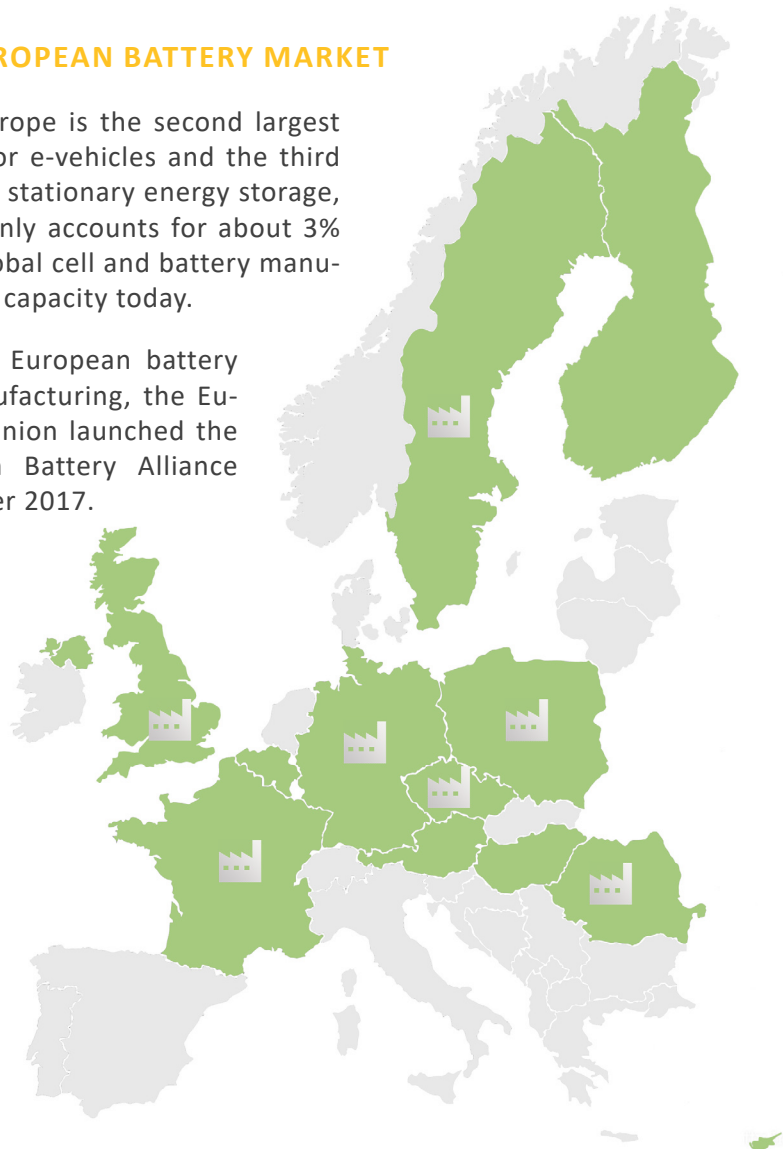 ROPEAN BATTERY MARKET
rope is the second largest
or e-vehicles and the third
stationary energy storage,
nly accounts for about 3%
obal cell and battery manu-
capacity today.
European battery
ufacturing, the Eu-
nion launched the
Battery Alliance
er 2017.